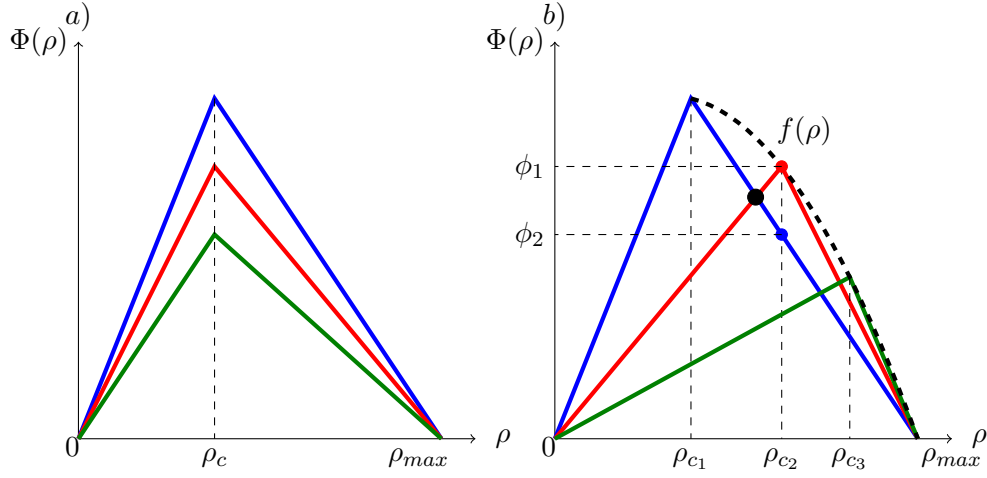 a)
Φ(ρ)
0
ρ_c
ρ_max
ρ
b)
Φ(ρ)
f(ρ)
ϕ_1
ϕ_2
0
ρ_{c_1}
ρ_{c_2}
ρ_{c_3}
ρ_max
ρ